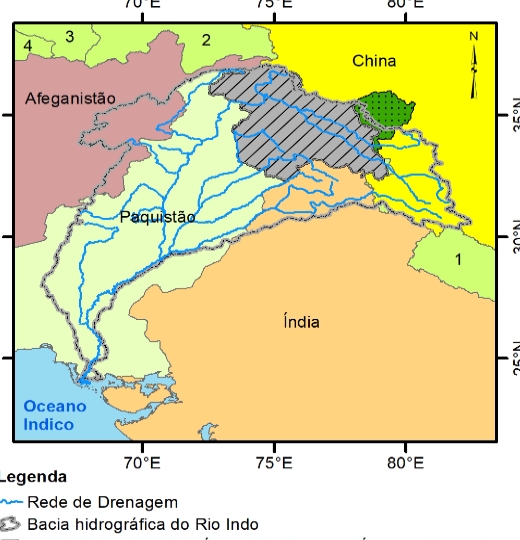 70°E 75°E 80°E
4 3 2
N
China
Afeganistão
35°N
Paquistão
30°N
1
Índia
25°N
Oceano
Indico
70°E 75°E 80°E
Legenda
Rede de Drenagem
Bacia hidrográfica do Rio Indo